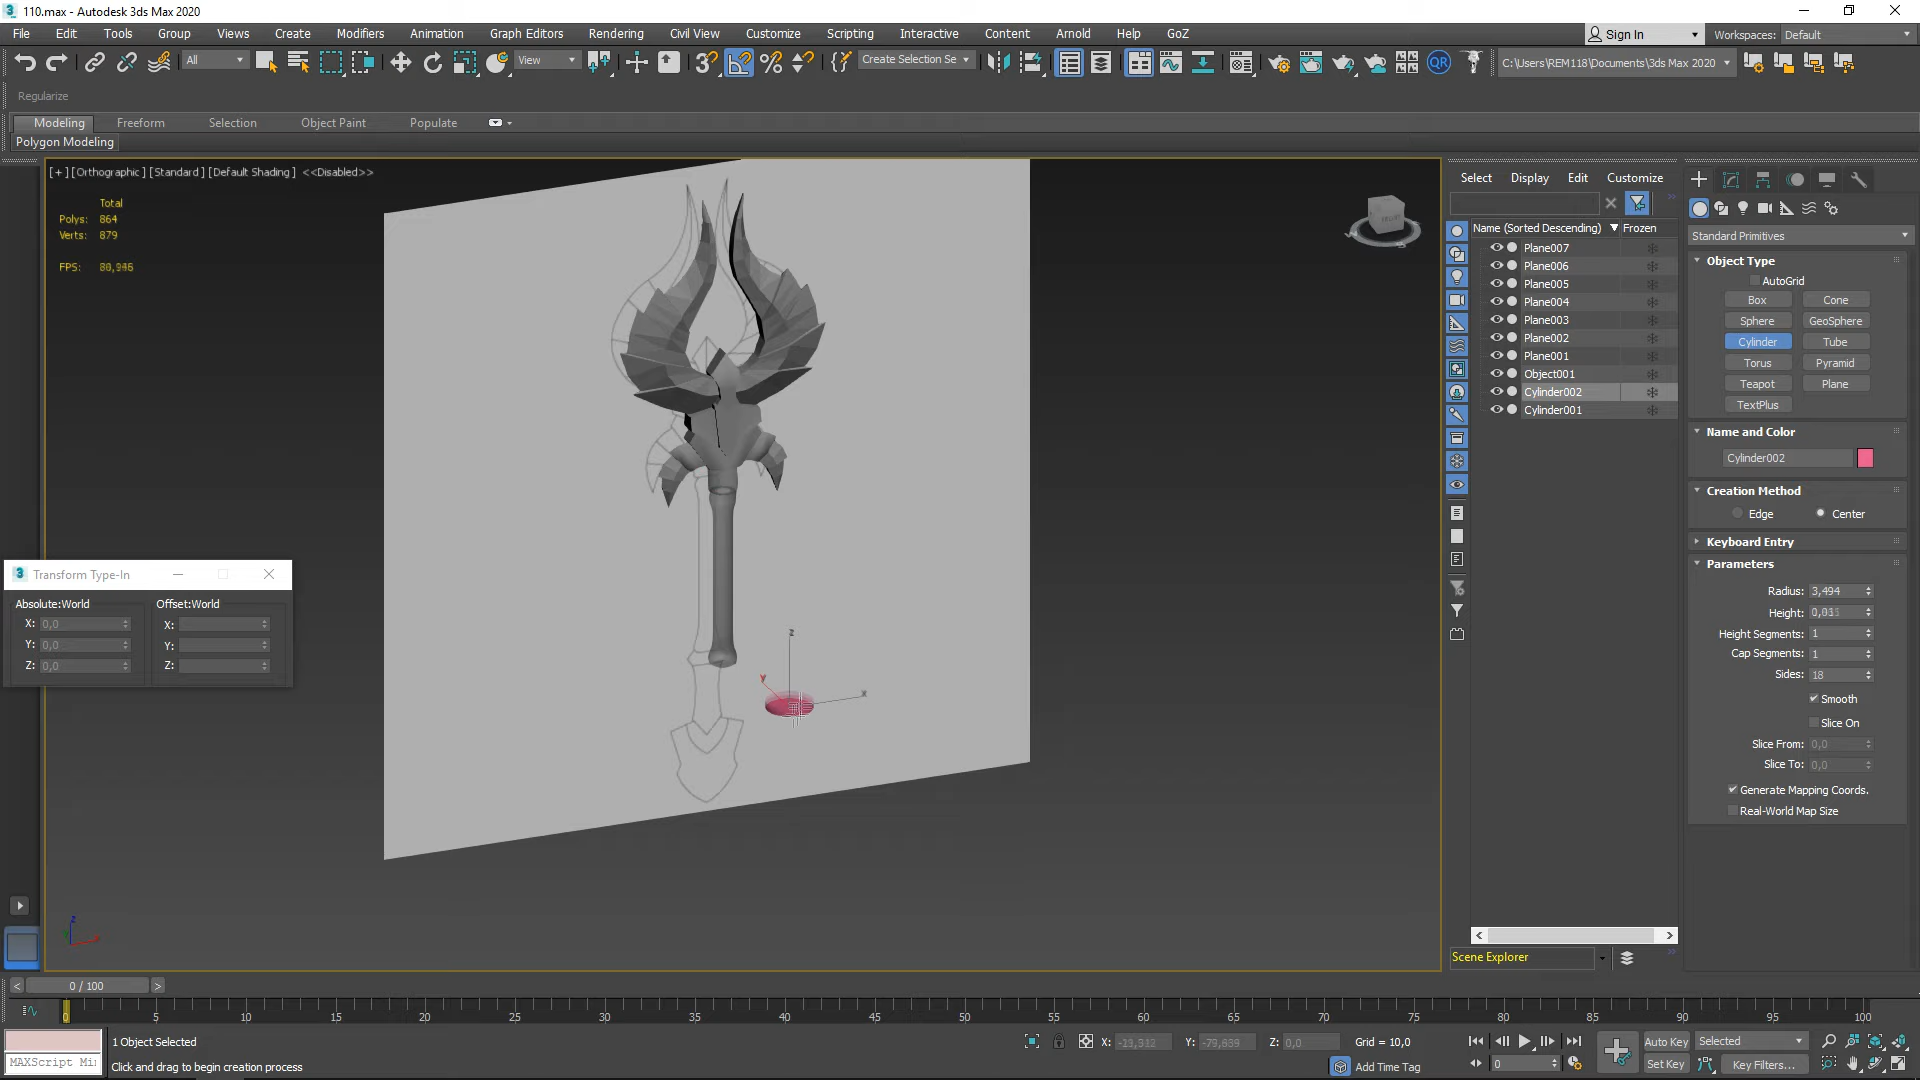 110.max - Autodesk 3ds Max 2020
File Edit Tools Group Views Create Modifiers Animation Graph Editors Rendering Civil View Customize Scripting Interactive Content Arnold Help GoZ
Sign In
Workspaces: Default
All
View
Create Selection Se
QR
C:\Users\REM118\Documents\3ds Max 2020
Regularize
Modeling Freeform Selection Object Paint Populate
Polygon Modeling
[+] [Orthographic] [Standard] [Default Shading] <<Disabled>>
Total
Polys: 864
Verts: 879
FPS:
FRONT
z
y
x
Transform Type-In
Absolute:World Offset:World
X: 0,0 X:
Y: 0,0 Y:
Z: 0,0 Z:
Select Display Edit Customize
Name (Sorted Descending) Frozen
Plane007
Plane006
Plane005
Plane004
Plane003
Plane002
Plane001
Object001
Cylinder002
Cylinder001
Scene Explorer
Standard Primitives
Object Type
AutoGrid
Box Cone
Sphere GeoSphere
Cylinder Tube
Torus Pyramid
Teapot Plane
TextPlus
Name and Color
Cylinder002
Creation Method
Edge Center
Keyboard Entry
Parameters
Radius: 3,494
Height:
Height Segments: 1
Cap Segments: 1
Sides: 18
Smooth
Slice On
Slice From: 0,0
Slice To: 0,0
Generate Mapping Coords.
Real-World Map Size
0 / 100
0 5 10 15 20 25 30 35 40 45 50 55 60 65 70 75 80 85 90 95 100
1 Object Selected
X: Y: Z: 0,0 Grid = 10,0
Auto Key Selected
MAXScript Mi
Click and drag to begin creation process
Add Time Tag
0
Set Key Key Filters...